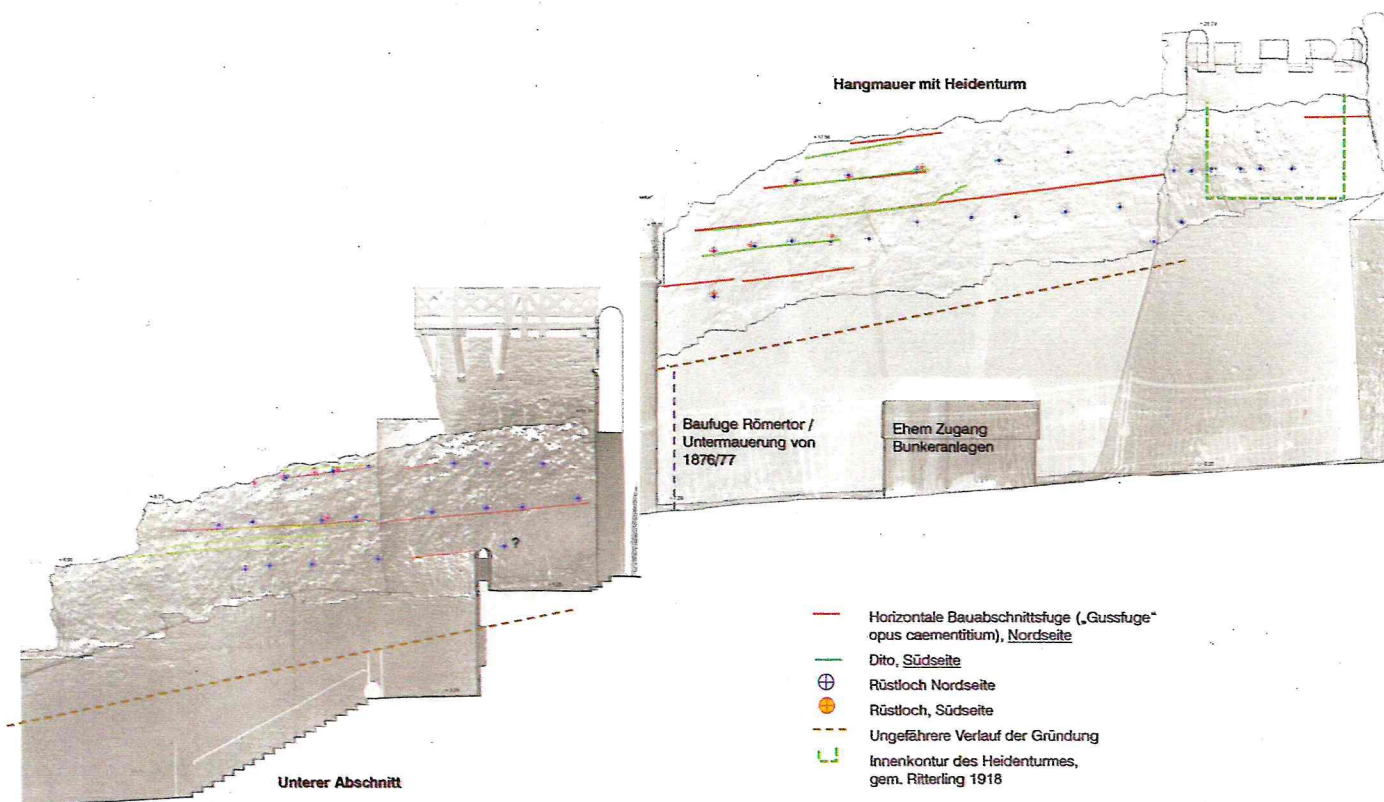 Hangmauer mit Heidenturm
Baufuge Römertor /
Untermauerung von
1876/77
Ehem Zugang
Bunkeranlagen
?
Unterer Abschnitt
Horizontale Bauabschnittsfuge („Gussfuge"
opus caementitium), Nordseite
Dito, Südseite
Rüstloch Nordseite
Rüstloch, Südseite
Ungefährere Verlauf der Gründung
Innenkontur des Heidenturmes,
gem. Ritterling 1918